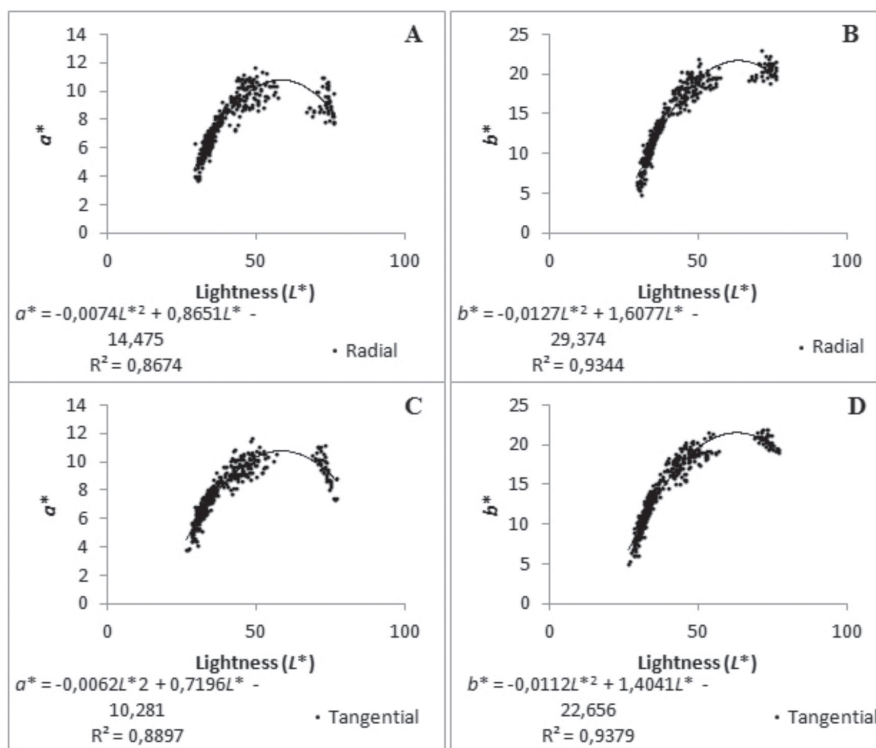 A
14
12
10
8
6
4
2
0
a*
0 50 100
Lightness (L*)
a* = -0,0074L*² + 0,8651L* -
14,475
R² = 0,8674
• Radial
B
25
20
15
10
5
0
b*
0 50 100
Lightness (L*)
b* = -0,0127L*² + 1,6077L* -
29,374
R² = 0,9344
• Radial
C
14
12
10
8
6
4
2
0
a*
0 50 100
Lightness (L*)
a* = -0,0062L*2 + 0,7196L* -
10,281
R² = 0,8897
• Tangential
D
25
20
15
10
5
0
b*
0 50 100
Lightness (L*)
b* = -0,0112L*² + 1,4041L* -
22,656
R² = 0,9379
• Tangential